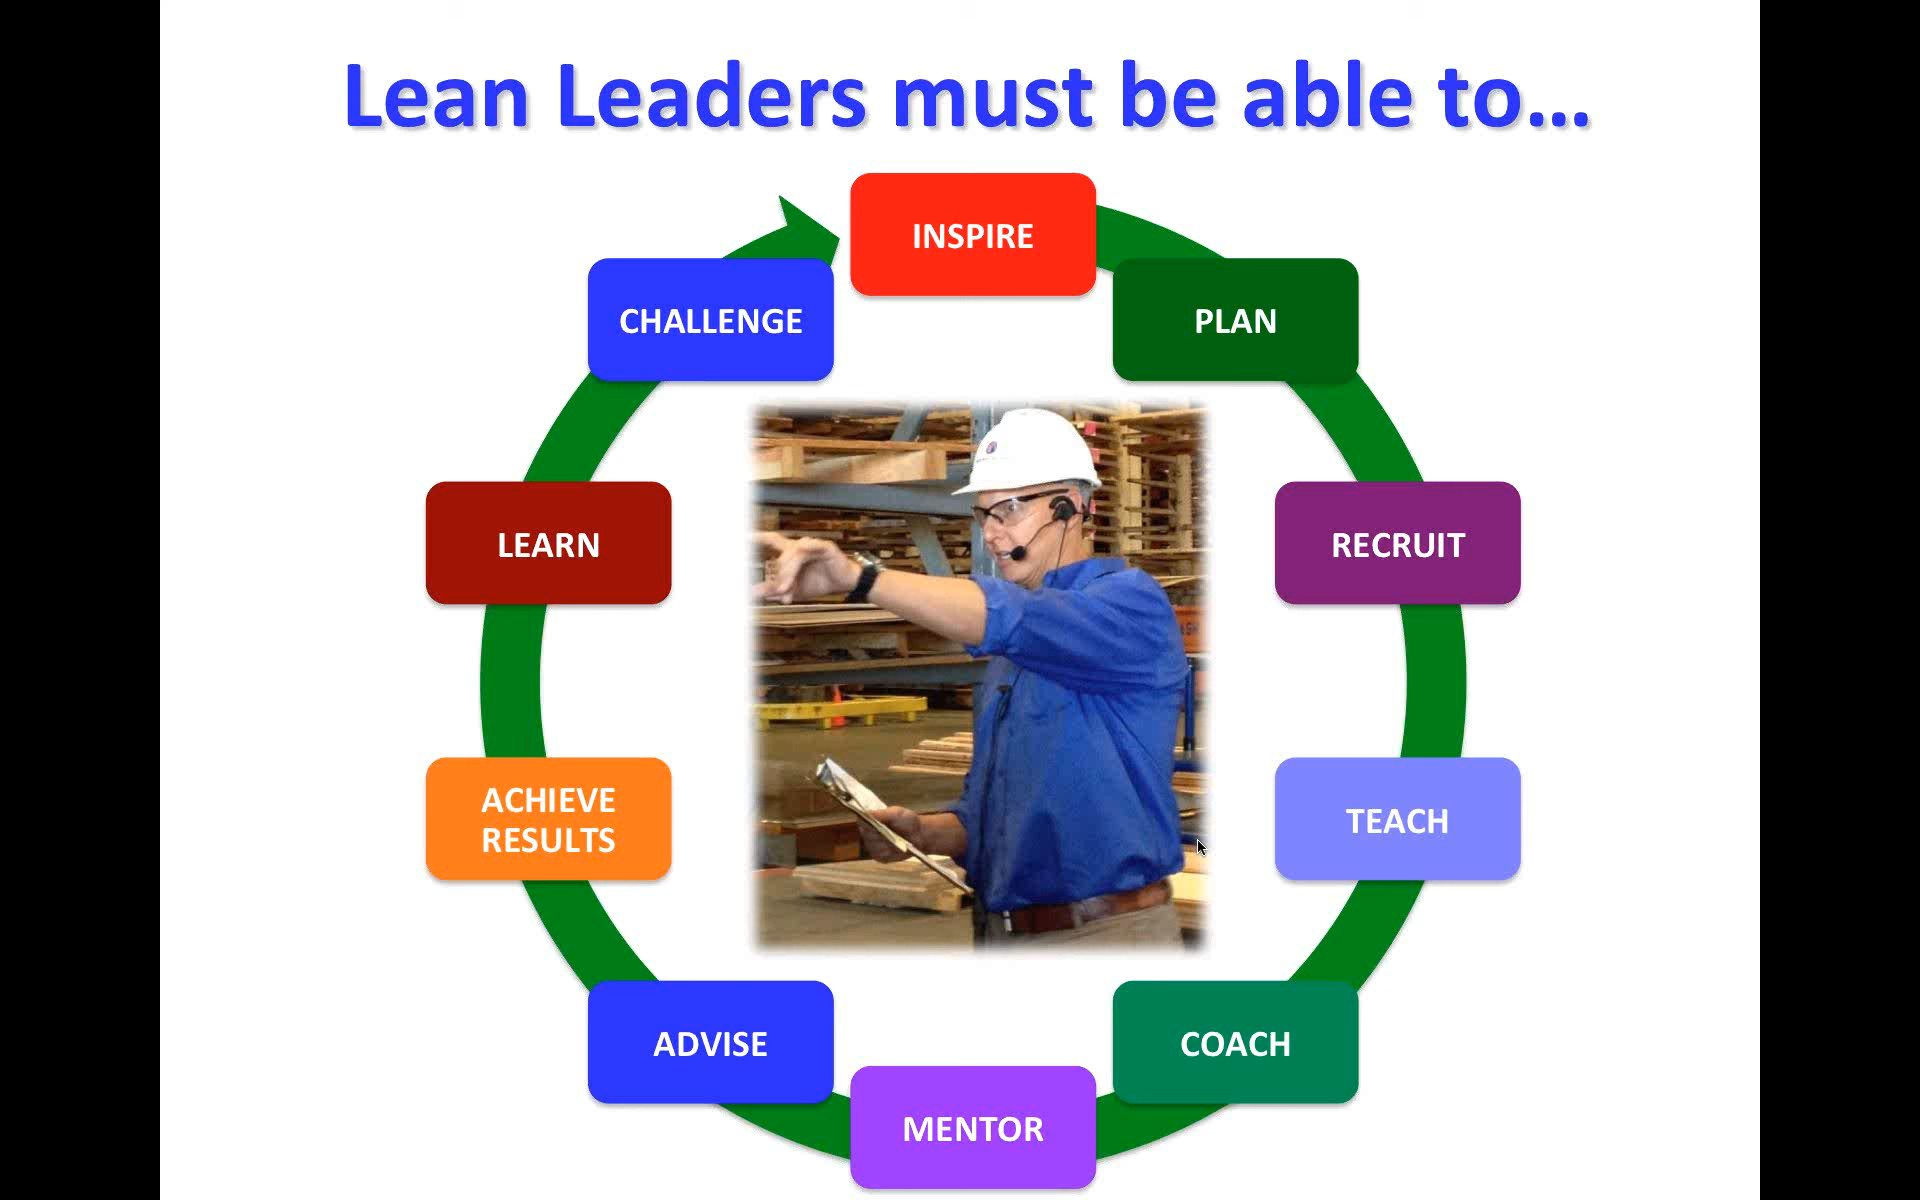 Lean Leaders must be able to...
INSPIRE
PLAN
RECRUIT
TEACH
COACH
MENTOR
ADVISE
ACHIEVE
RESULTS
LEARN
CHALLENGE